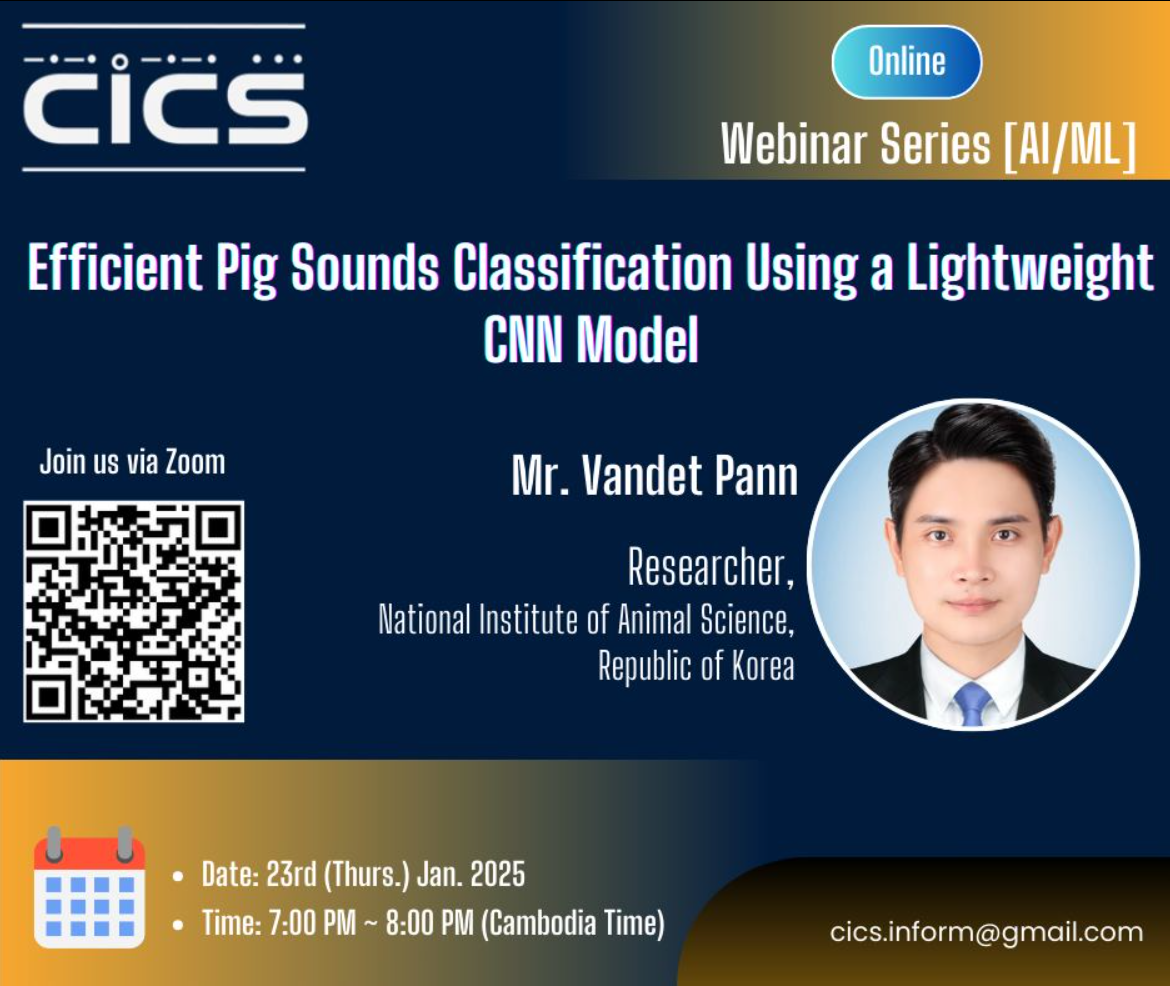 CiCS
Online
Webinar Series [AI/ML]
Efficient Pig Sounds Classification Using a Lightweight
CNN Model
Join us via Zoom
Mr. Vandet Pann
Researcher,
National Institute of Animal Science,
Republic of Korea
• Date: 23rd (Thurs.) Jan. 2025
• Time: 7:00 PM ~ 8:00 PM (Cambodia Time)
cics.inform@gmail.com